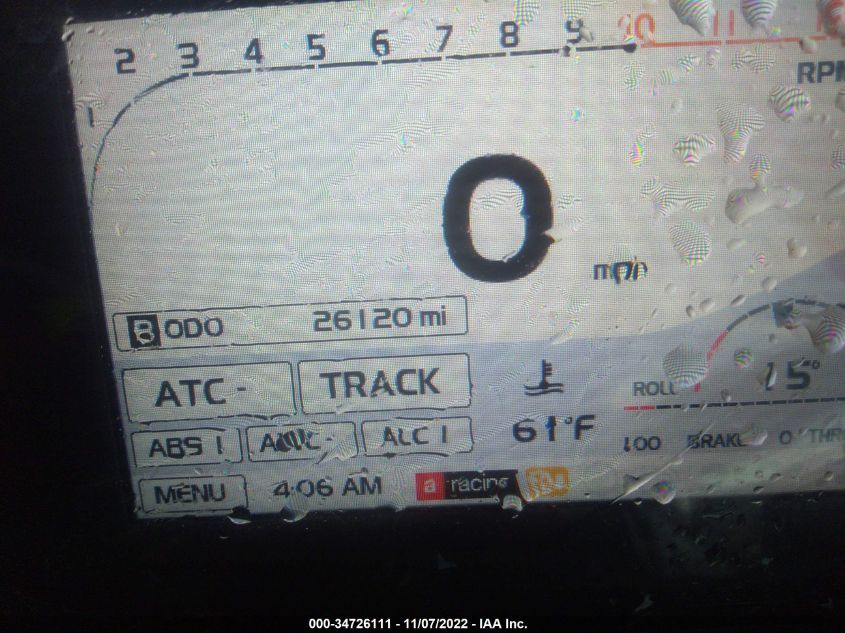 2 3 4 5 6 7 8 9 10 11
1 RPM
0
mph
B ODO 26120 mi
ATC - TRACK
ROLL 15°
ABS 1 ALC 1 61°F
100 BRAKE 0 THR
MENU 4:06 AM a racing
000-34726111 - 11/07/2022 - IAA Inc.